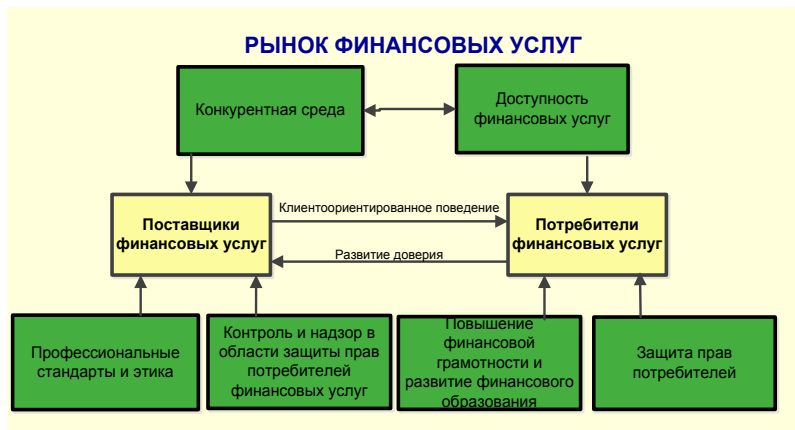 РЫНОК ФИНАНСОВЫХ УСЛУГ
Конкурентная среда
Доступность
финансовых услуг
Поставщики
финансовых услуг
Клиентоориентированное поведение
Развитие доверия
Потребители
финансовых услуг
Профессиональные
стандарты и этика
Контроль и надзор в
области защиты прав
потребителей
финансовых услуг
Повышение
финансовой
грамотности и
развитие финансового
образования
Защита прав
потребителей